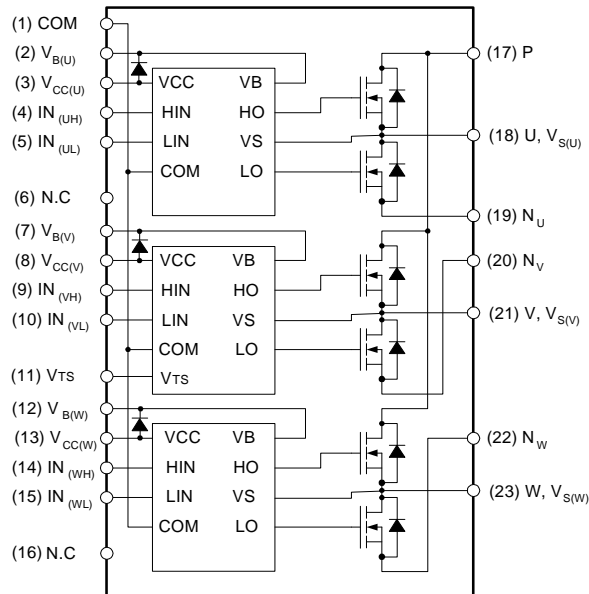 (1) COM
(2) VB(U)
(3) VCC(U)
(4) IN (UH)
(5) IN (UL)
(6) N.C
(7) VB(V)
(8) VCC(V)
(9) IN (VH)
(10) IN (VL)
(11) VTS
(12) VB(W)
(13) VCC(W)
(14) IN (WH)
(15) IN (WL)
(16) N.C
VCC VB
HIN HO
LIN VS
COM LO
VCC VB
HIN HO
LIN VS
COM LO
VTS
VCC VB
HIN HO
LIN VS
COM LO
(17) P
(18) U, VS(U)
(19) NU
(20) NV
(21) V, VS(V)
(22) NW
(23) W, VS(W)